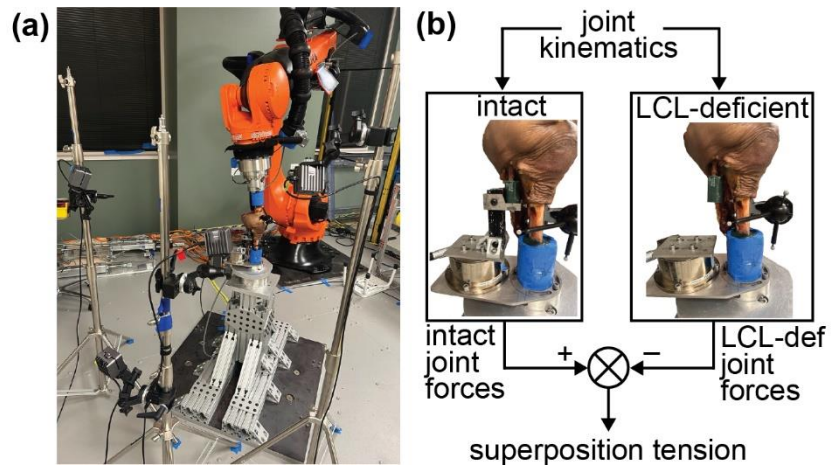 (a)
(b)
joint
kinematics
intact
LCL-deficient
intact
joint
forces
+
−
LCL-def
joint
forces
superposition tension